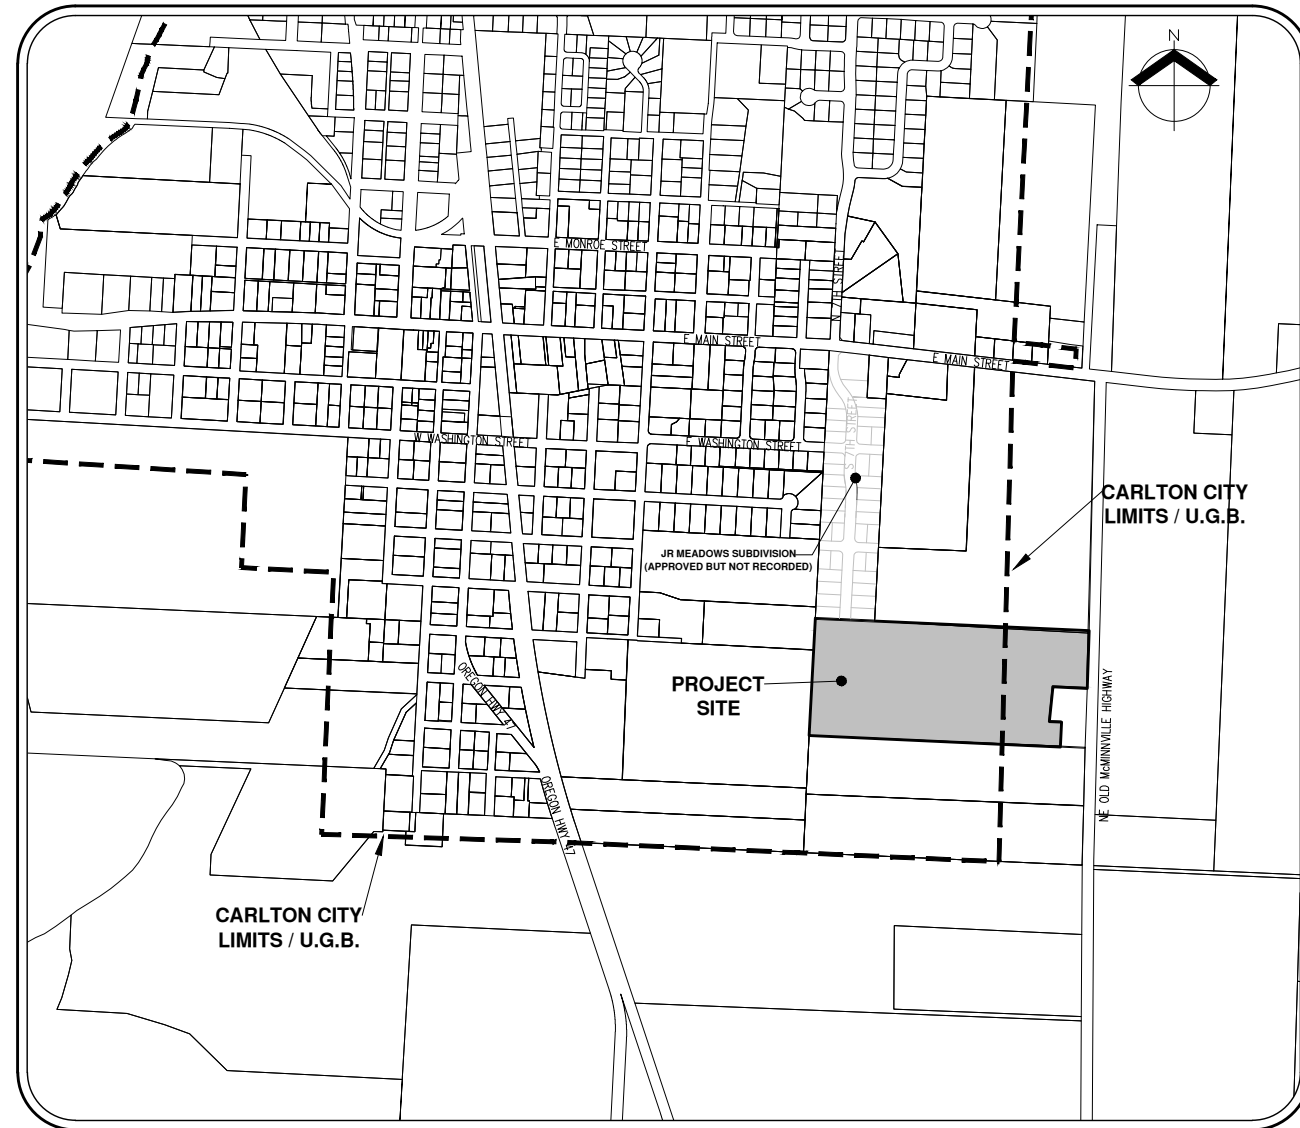 N
E MONROE STREET
N 7TH STREET
E MAIN STREET
E MAIN STREET
S 7TH STREET
W WASHINGTON STREET
E WASHINGTON STREET
CARLTON CITY
LIMITS / U.G.B.
JR MEADOWS SUBDIVISION
(APPROVED BUT NOT RECORDED)
PROJECT
SITE
OREGON HWY 47
NE OLD McMINNVILLE HIGHWAY
OREGON HWY 47
CARLTON CITY
LIMITS / U.G.B.